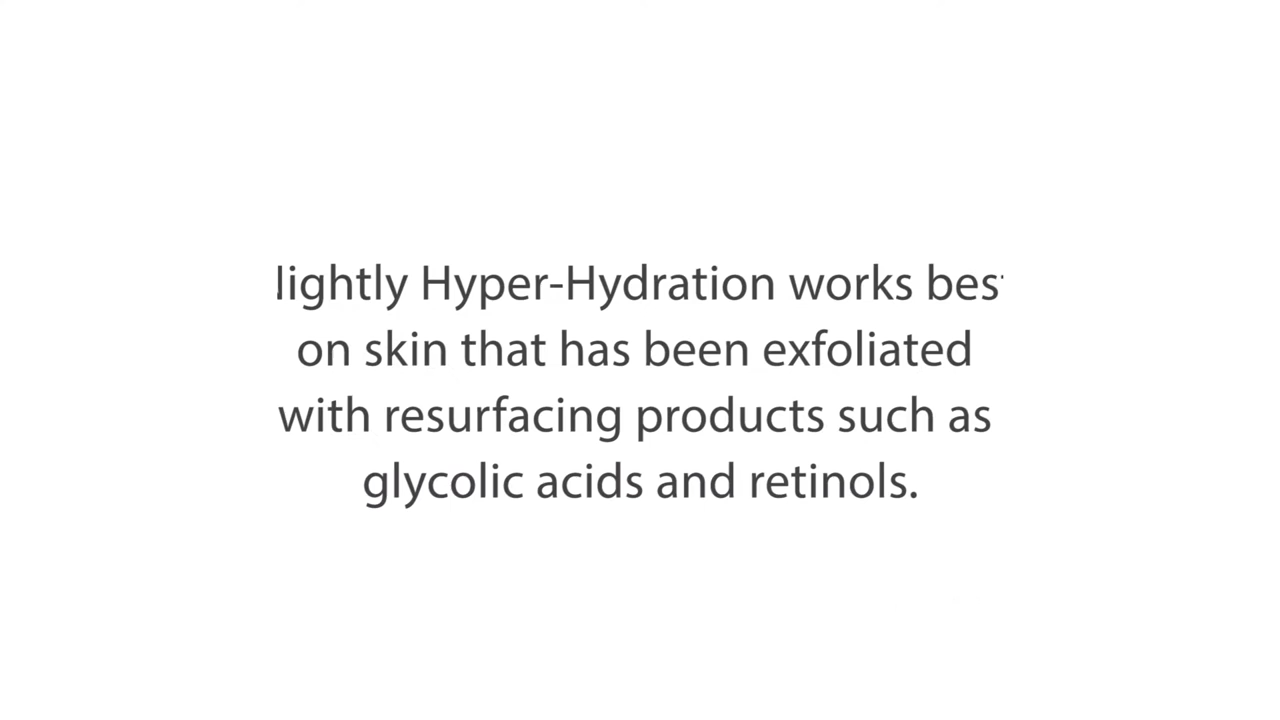 lightly Hyper-Hydration works best
on skin that has been exfoliated
with resurfacing products such as
glycolic acids and retinols.